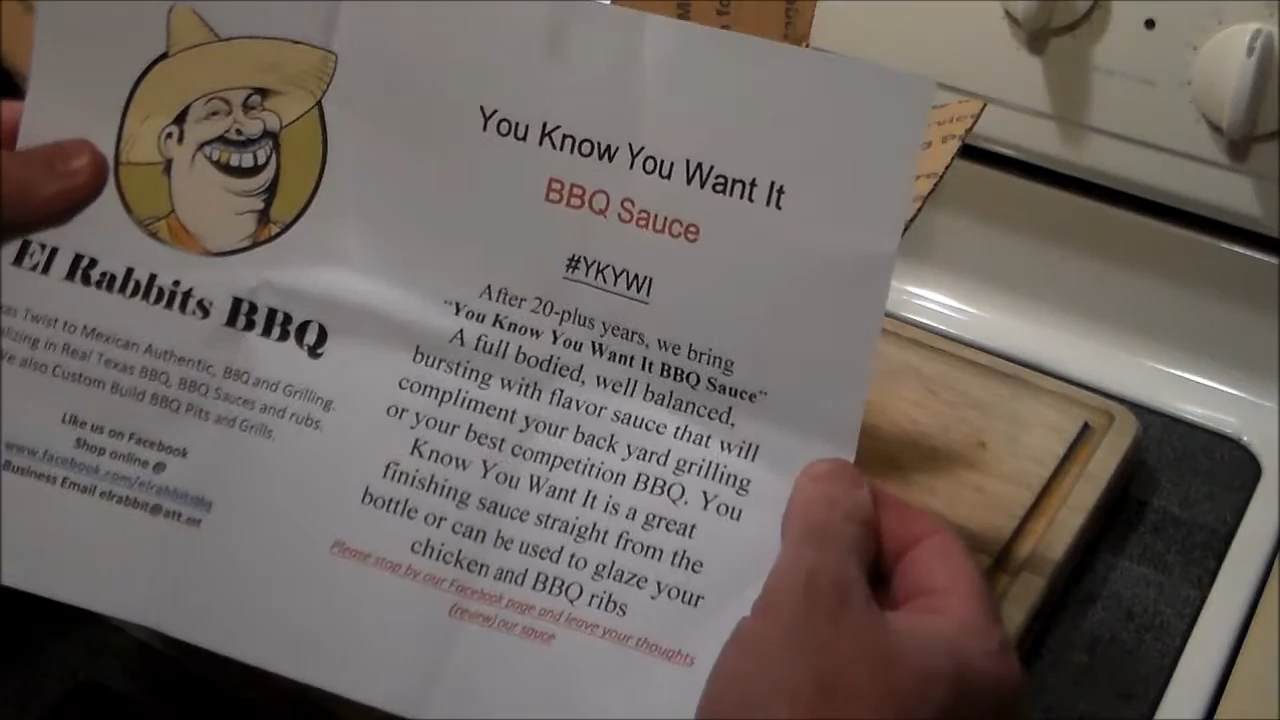 El Rabbits BBQ
Twist to Mexican Authentic, BBQ and Grilling.
in Real Texas BBQ, BBQ Sauces and rubs.
We also Custom Build BBQ Pits and Grills.
Like us on Facebook
Shop online @
Business Email elrabbit@att.net
You Know You Want It
BBQ Sauce
#YKYWI
After 20-plus years, we bring
"You Know You Want It BBQ Sauce"
A full bodied, well balanced,
bursting with flavor sauce that will
compliment your back yard grilling
or your best competition BBQ. You
Know You Want It is a great
finishing sauce straight from the
bottle or can be used to glaze your
chicken and BBQ ribs
Please stop by our Facebook page and leave your thoughts
(review) our sauce